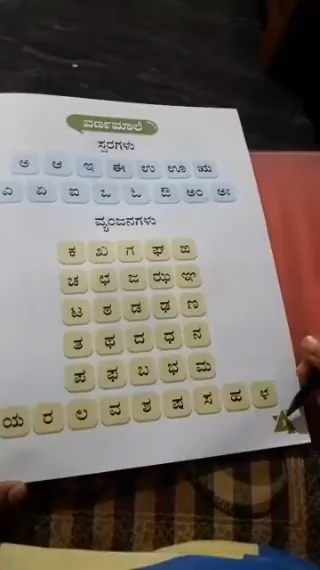 ವರ್ಣಮಾಲೆ
ಸ್ವರಗಳು
ಅ ಆ ಇ ಈ ಉ ಊ ಋ
ಎ ಏ ಐ ಒ ಓ ಔ ಅಂ ಅಃ
ವ್ಯಂಜನಗಳು
ಕ ಖ ಗ ಘ ಙ
ಚ ಛ ಜ ಝ ಞ
ಟ ಠ ಡ ಢ ಣ
ತ ಥ ದ ಧ ನ
ಪ ಫ ಬ ಭ ಮ
ಯ ರ ಲ ವ ಶ ಷ ಸ ಹ ಳ